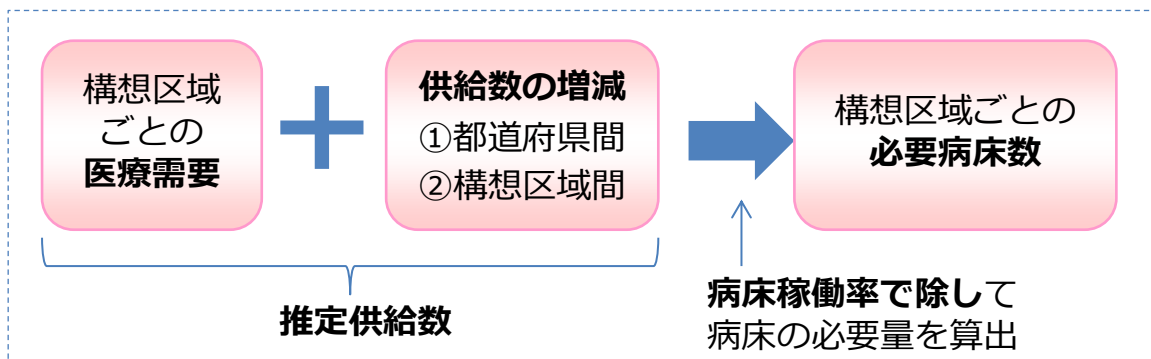 構想区域
ごとの
医療需要
供給数の増減
①都道府県間
②構想区域間
構想区域ごとの
必要病床数
推定供給数
病床稼働率で除して
病床の必要量を算出